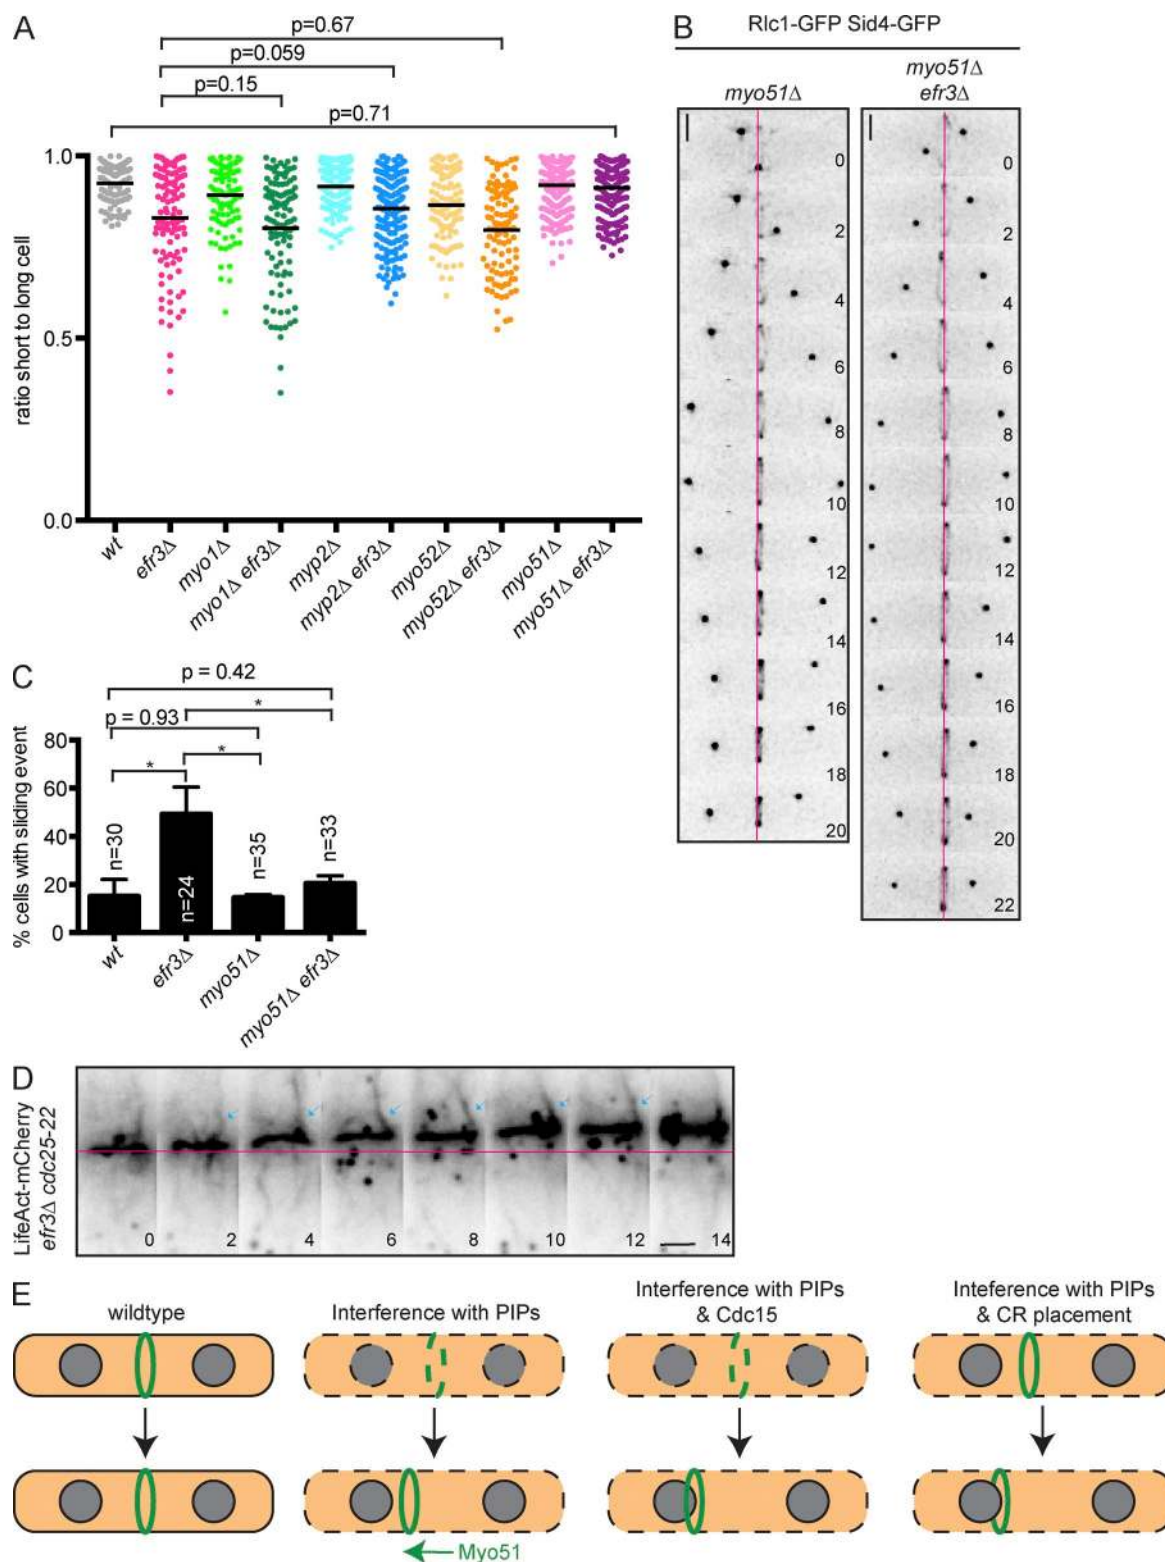 A
p=0.67
p=0.059
p=0.15
p=0.71
ratio short to long cell
1.0
0.5
0.0
wt
efr3Δ
myo1Δ
myo1Δ efr3Δ
myp2Δ
myp2Δ efr3Δ
myo52Δ
myo52Δ efr3Δ
myo51Δ
myo51Δ efr3Δ
B
Rlc1-GFP Sid4-GFP
myo51Δ
0
2
4
6
8
10
12
14
16
18
20
myo51Δ
efr3Δ
0
2
4
6
8
10
12
14
16
18
20
22
C
p = 0.42
*
p = 0.93
*
*
% cells with sliding event
80
60
40
20
0
n=30
n=24
n=35
n=33
wt
efr3Δ
myo51Δ
myo51Δ efr3Δ
D
LifeAct-mCherry
efr3Δ cdc25-22
0 2 4 6 8 10 12 14
E
wildtype
Interference with PIPs
Interference with PIPs
& Cdc15
Inteference with PIPs
& CR placement
Myo51